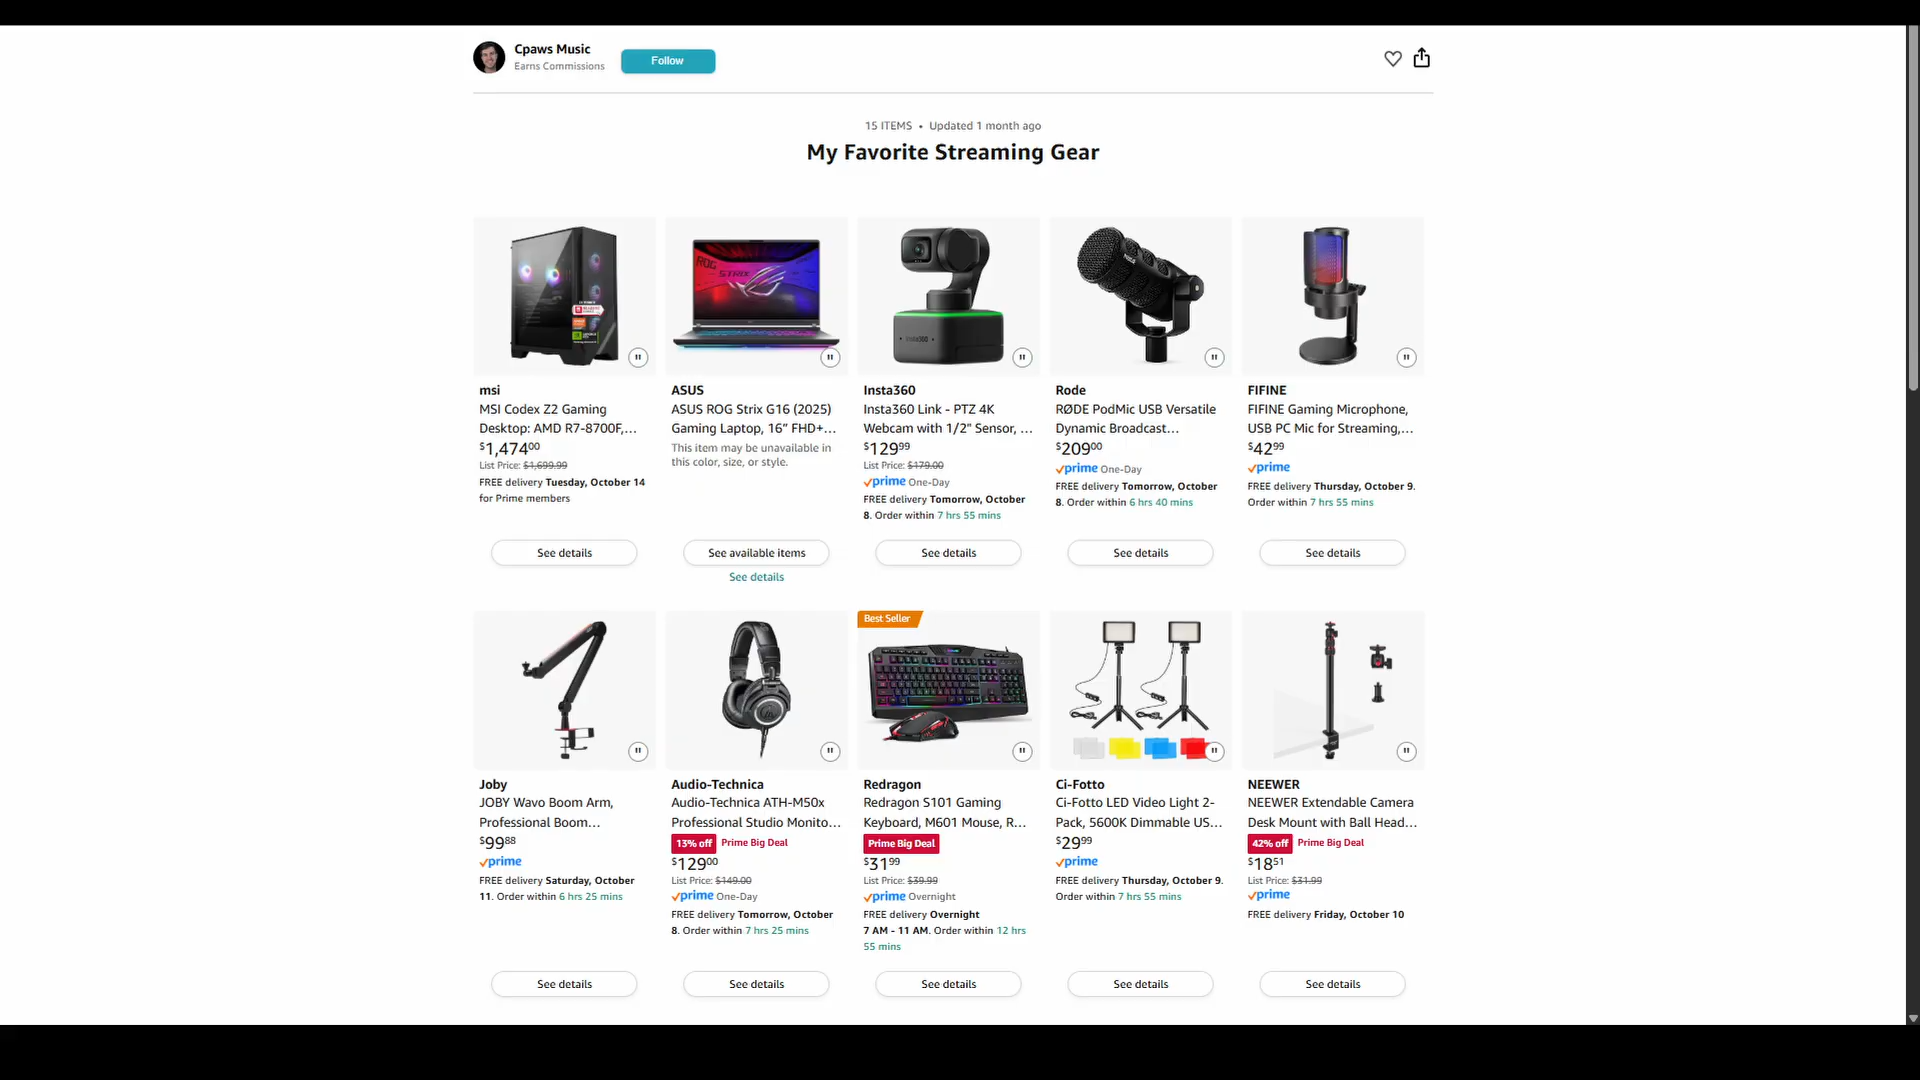 Cpaws Music
Earns Commissions
Follow
15 ITEMS • Updated 1 month ago
My Favorite Streaming Gear
msi
MSI Codex Z2 Gaming
Desktop: AMD R7-8700F,...
$1,474⁰⁰
List Price: $1,699.99
FREE delivery Tuesday, October 14
for Prime members
See details
ROG
STRIX
ASUS
ASUS ROG Strix G16 (2025)
Gaming Laptop, 16” FHD+...
This item may be unavailable in
this color, size, or style.
See available items
See details
Insta360
Insta360
Insta360 Link - PTZ 4K
Webcam with 1/2" Sensor, ...
$129⁹⁹
List Price: $179.00
prime One-Day
FREE delivery Tomorrow, October
8. Order within 7 hrs 55 mins
See details
RØDE
Rode
RØDE PodMic USB Versatile
Dynamic Broadcast...
$209⁰⁰
prime One-Day
FREE delivery Tomorrow, October
8. Order within 6 hrs 40 mins
See details
FIFINE
FIFINE Gaming Microphone,
USB PC Mic for Streaming,...
$42⁹⁹
prime
FREE delivery Thursday, October 9.
Order within 7 hrs 55 mins
See details
Joby
JOBY Wavo Boom Arm,
Professional Boom...
$99⁸⁸
prime
FREE delivery Saturday, October
11. Order within 6 hrs 25 mins
See details
Audio-Technica
Audio-Technica ATH-M50x
Professional Studio Monito...
13% off Prime Big Deal
$129⁰⁰
List Price: $149.00
prime One-Day
FREE delivery Tomorrow, October
8. Order within 7 hrs 25 mins
See details
Best Seller
Redragon
Redragon S101 Gaming
Keyboard, M601 Mouse, R...
Prime Big Deal
$31⁹⁹
List Price: $39.99
prime Overnight
FREE delivery Overnight
7 AM - 11 AM. Order within 12 hrs
55 mins
See details
Ci-Fotto
Ci-Fotto LED Video Light 2-
Pack, 5600K Dimmable US...
$29⁹⁹
prime
FREE delivery Thursday, October 9.
Order within 7 hrs 55 mins
See details
NEEWER
NEEWER Extendable Camera
Desk Mount with Ball Head...
42% off Prime Big Deal
$18⁵¹
List Price: $31.99
prime
FREE delivery Friday, October 10
See details